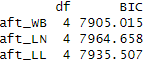 df BIC
aft_WB 4 7905.015
aft_LN 4 7964.658
aft_LL 4 7935.507